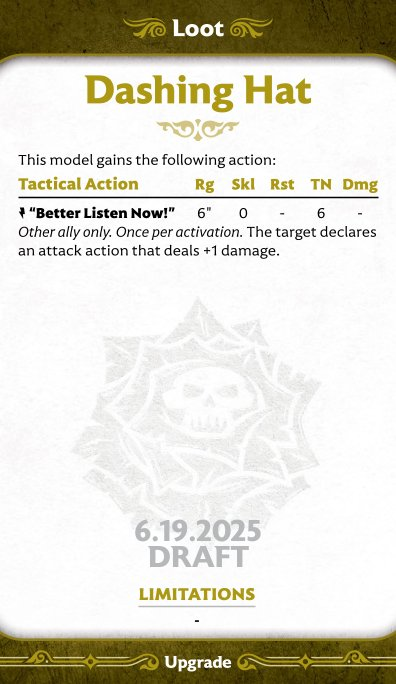 Loot
Dashing Hat
This model gains the following action:
Tactical Action Rg Skl Rst TN Dmg
“Better Listen Now!” 6" 0 - 6 -
Other ally only. Once per activation. The target declares
an attack action that deals +1 damage.
6.19.2025
DRAFT
LIMITATIONS
-
Upgrade